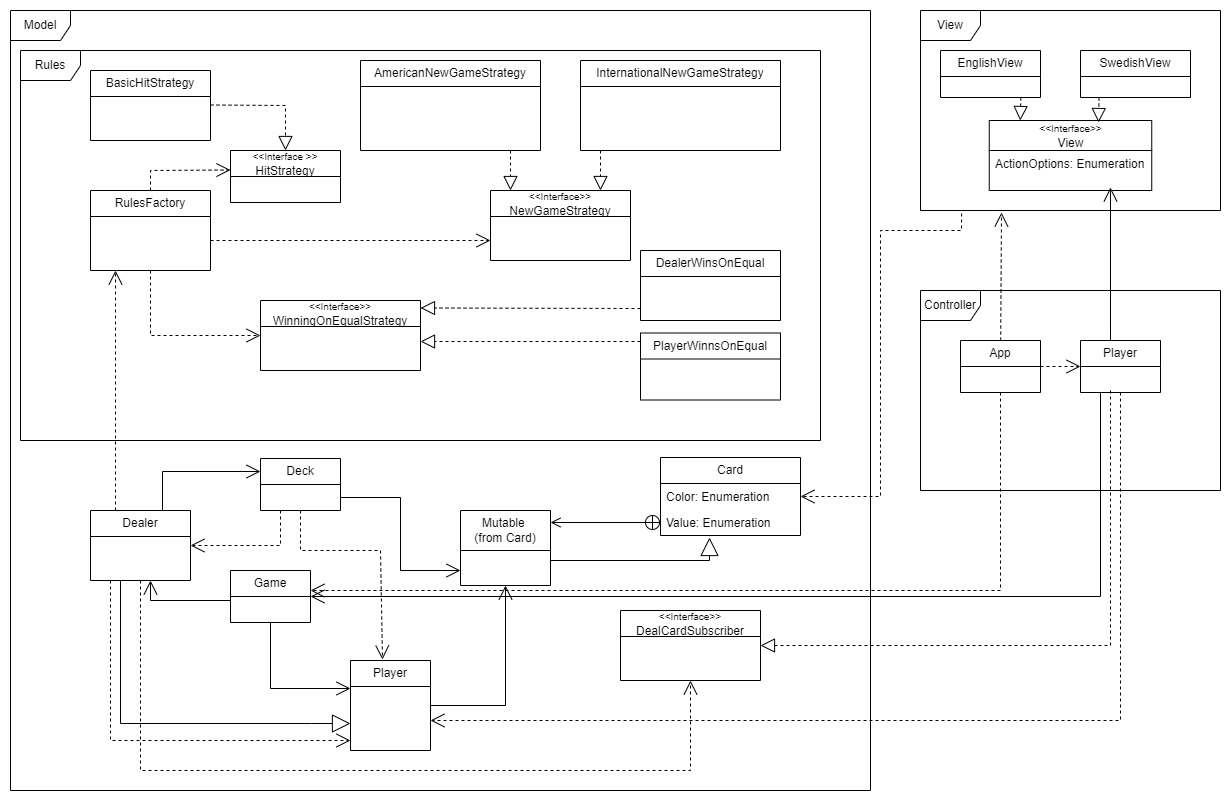 Model
View
Rules
BasicHitStrategy
AmericanNewGameStrategy
InternationalNewGameStrategy
EnglishView
SwedishView
<<Interface>>
View
ActionOptions: Enumeration
<<Interface >>
HitStrategy
RulesFactory
<<Interface>>
NewGameStrategy
DealerWinsOnEqual
<<Interface>>
WinningOnEqualStrategy
PlayerWinnsOnEqual
Controller
App
Player
Deck
Card
Color: Enumeration
Value: Enumeration
Dealer
Mutable
(from Card)
Game
<<Interface>>
DealCardSubscriber
Player